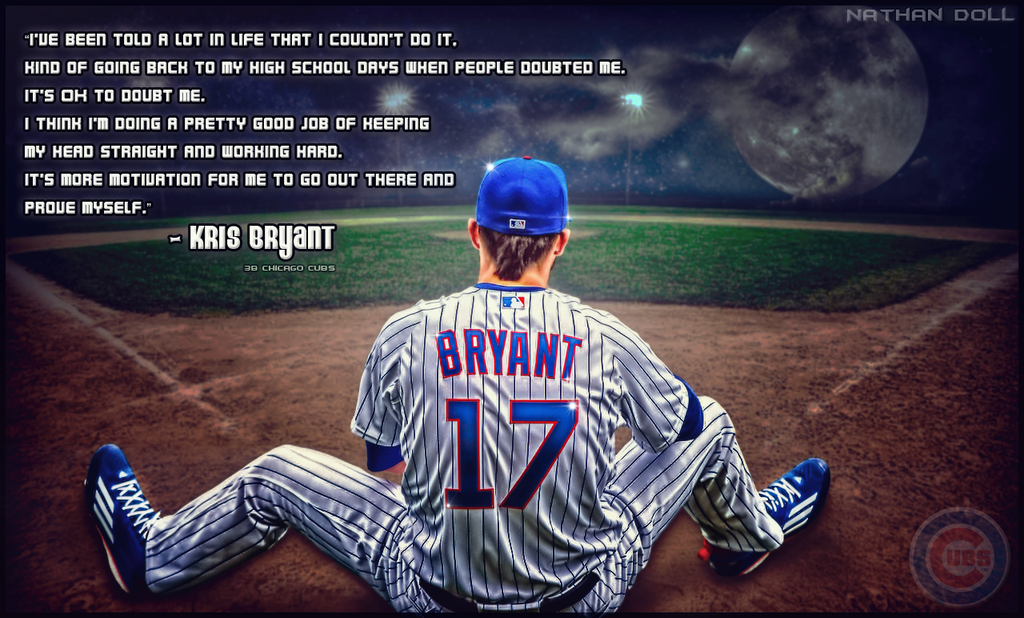 NATHAN DOLL
"I'VE BEEN TOLD A LOT IN LIFE THAT I COULDN'T DO IT.
KIND OF GOING BACK TO MY HIGH SCHOOL DAYS WHEN PEOPLE DOUBTED ME.
IT'S OK TO DOUBT ME.
I THINK I'M DOING A PRETTY GOOD JOB OF KEEPING
MY HEAD STRAIGHT AND WORKING HARD.
IT'S MORE MOTIVATION FOR ME TO GO OUT THERE AND
PROVE MYSELF."
- KRIS BRYANT
3B CHICAGO CUBS
BRYANT
17
CUBS